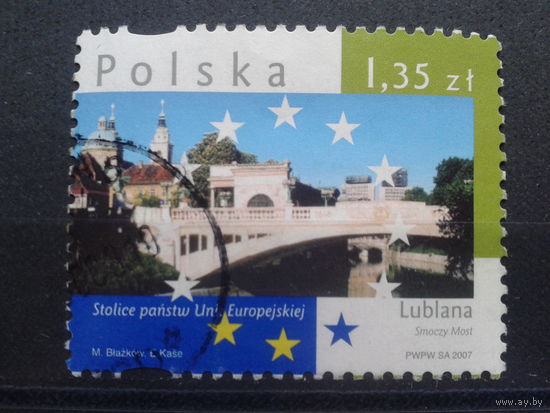 Polska
1,35 zł
Stolice państw Unii Europejskiej
Lublana
Smoczy Most
M. Błażków, Ł. Kaše
PWPW SA 2007
www.ay.by